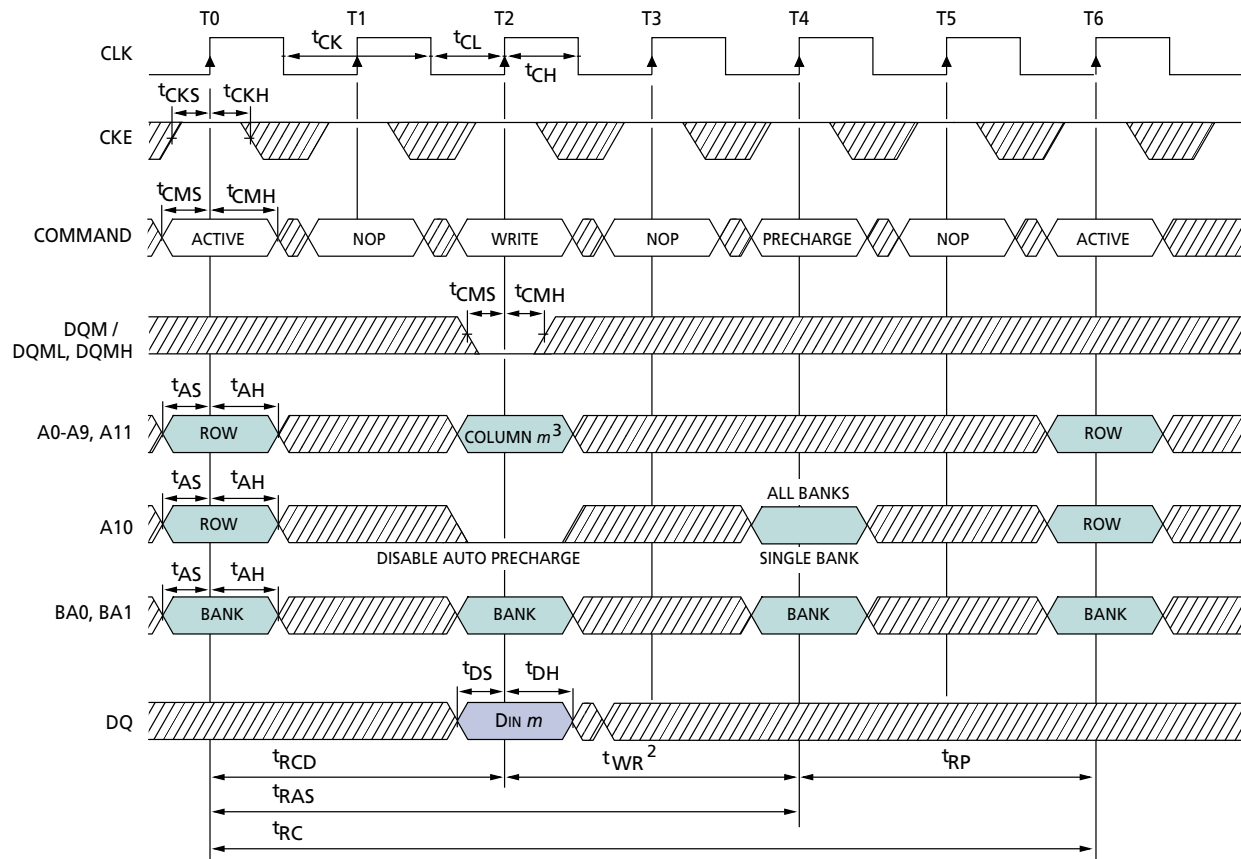 T0 T1 T2 T3 T4 T5 T6
CLK
tCK tCL
tCH
tCKS tCKH
CKE
tCMS tCMH
COMMAND ACTIVE NOP WRITE NOP PRECHARGE NOP ACTIVE
tCMS tCMH
DQM /
DQML, DQMH
tAS tAH
A0-A9, A11 ROW COLUMN m3 ROW
tAS tAH
ALL BANKS
A10 ROW ROW
DISABLE AUTO PRECHARGE SINGLE BANK
tAS tAH
BA0, BA1 BANK BANK BANK BANK
tDS tDH
DQ DIN m
tRCD tWR2 tRP
tRAS
tRC